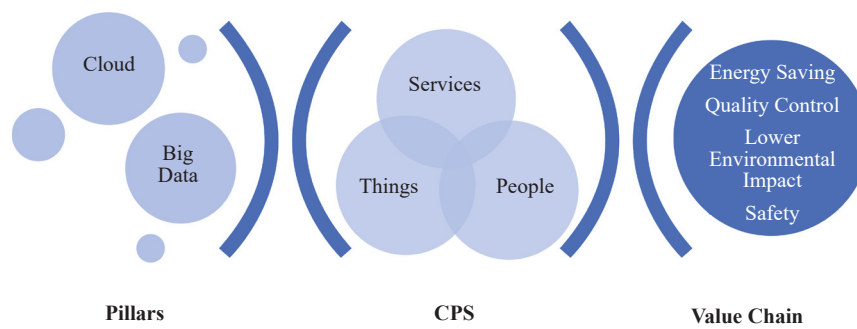 Cloud
Big
Data
Services
Things
People
Energy Saving
Quality Control
Lower
Environmental
Impact
Safety
Pillars
CPS
Value Chain